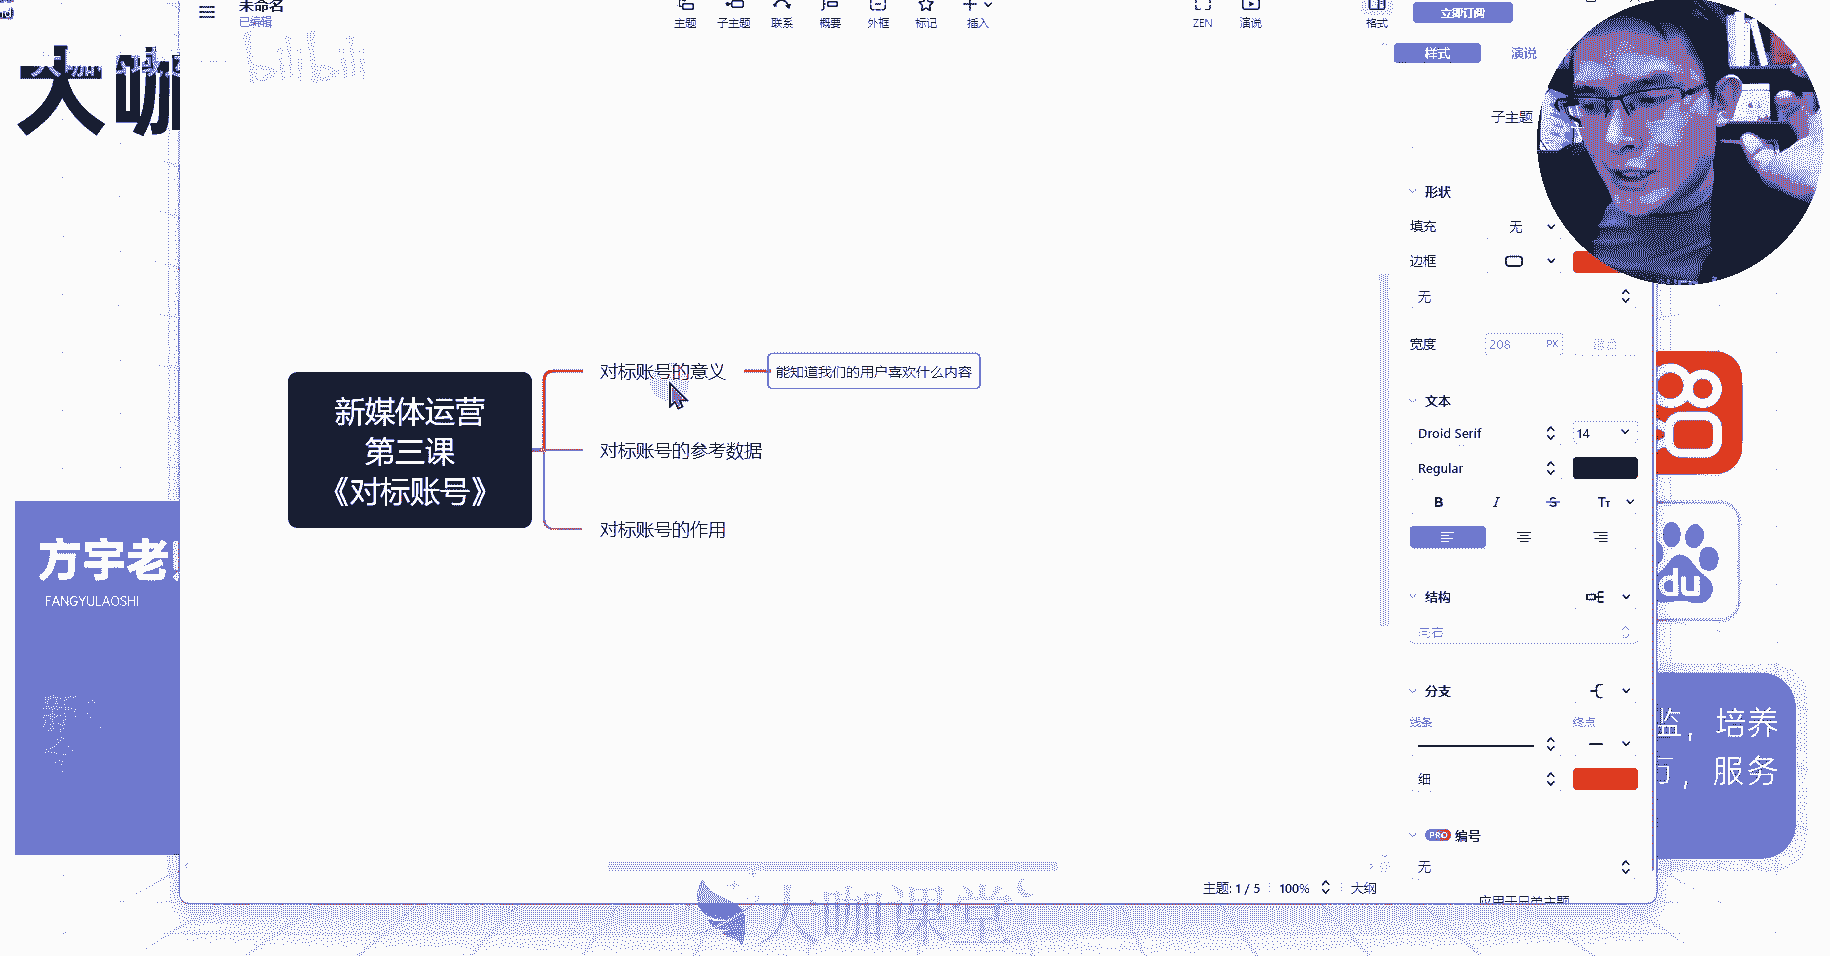 未命名
已编辑
主题
子主题
联系
概要
外框
标记
插入
ZEN
演说
格式
立即订阅
bilibili
大咖
样式
演说
子主题
形状
填充
无
边框
无
宽度
208
PX
文本
Droid Serif
14
Regular
B
I
S
Tт
结构
向右
分支
线条
终点
细
PRO 编号
无
新媒体运营
第三课
《对标账号》
对标账号的意义
能知道我们的用户喜欢什么内容
对标账号的参考数据
对标账号的作用
方宇老
FANGYULAOSHI
du
，培养
，服务
主题: 1 / 5
100%
大纲
大咖课堂